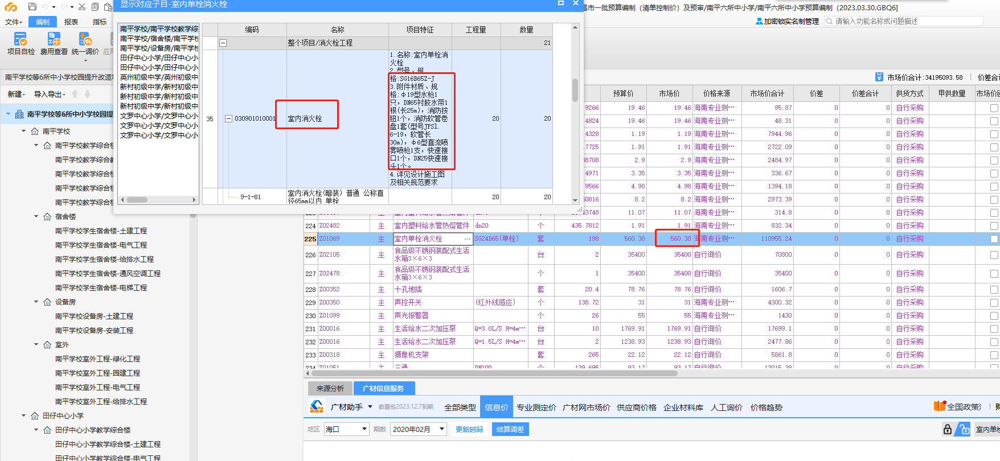 显示对应子目-室内单栓消火栓
昌市一批预算编制（清单控制价）及预审/南平六所中小学/南平六所中小学预算编制（2023.03.30.GBQ6]
文件
编制
报表
指标
加密锁实名制管理
请输入功能名称或问题描述
项目自检
费用查看
统一调价
南平学校等6所中小学校园提升改造
市场价合计:34195093.58
新建
导入导出
南平学校等6所中小学校园提
南平学校
南平学校教学综合
南平学校教学综合
南平学校教学综合
南平学校教学综合
南平学校教学综合
宿舍楼
南平学校学生宿舍楼-土建工程
南平学校学生宿舍楼-电气工程
南平学校学生宿舍楼-给排水工程
南平学校学生宿舍楼-通风空调工程
南平学校学生宿舍楼-电梯工程
设备房
南平学校设备房-土建工程
南平学校设备房-安装工程
室外
南平学校室外工程-绿化工程
南平学校室外工程-园建工程
南平学校室外工程-电气工程
南平学校室外工程-给排水工程
田仔中心小学
田仔中心小学教学综合楼
田仔中心小学教学综合楼-土建工程
田仔中心小学教学综合楼-电气工程
南平学校/南平学校教学综
南平学校/宿舍楼/南平学校
南平学校/设备房/南平学校
田仔中心小学/田仔中心小
田仔中心小学/田仔中心小
英州初级中学/英州初级中
新村初级中学/新村初级中
新村初级中学/新村初级中
新村初级中学/新村初级中
文罗中心小学/文罗中心小
文罗中心小学/文罗中心小
文罗中心小学/文罗中心小
编码 名称 项目特征 工程量 数量
整个项目/消火栓工程 21
35 030901010001 室内消火栓 20 20
1.名称:室内单栓消
火栓
2.型号、规
格:SG16B65Z-J
3.附件材质、规
格:φ19型水枪1
只, DN65衬胶水带1
根(长25m), 消防按
钮1个, 消防软管卷
盘1套(型号JPS1.
6-19, 软管长
30m), φ6型直流喷
雾喷枪1支, 快速接
口1个, DN25快速接
头1个。
4.详见设计施工图
及相关规范要求
9-1-81 室内消火栓(暗装) 普通 公称直
径65mm以内 单栓 20 20
预算价 市场价 价格来源 市场价合计 价差 价差合计 供货方式 甲供数量
9266 19.46 19.46 海南专业测… 95.87 0 0 自行采购
4824 19.46 19.46 海南专业测… 48.31 0 0 自行采购
4328 1.19 1.19 海南专业测… 7944.96 0 0 自行采购
.7725 1.91 1.91 海南专业测… 2722.09 0 0 自行采购
38708 2.9 2.9 海南专业测… 2484.97 0 0 自行采购
4971 3.35 3.35 海南专业测… 336.67 0 0 自行采购
9566 4.98 4.98 海南专业测… 1394.18 0 0 自行采购
60816 8.2 8.2 海南专业测… 2973.39 0 0 自行采购
11.07 11.07 海南专业测… 314.8 0 0 自行采购
224 Z02482 主 室内塑料给水管热熔管件 dn20 个 435.7812 1.91 1.91 海南专业测… 832.34 0 0 自行采购
225 Z01069 主 室内单栓消火栓 … SG24D65(单栓) 套 198 560.38 560.38 海南专业测… 110955.24 0 0 自行采购
226 Z02105 主 食品级不锈钢装配式生活
水箱3×6×3 台 2 35400 35400 自行询价 70800 0 0 自行采购
227 Z02478 主 食品级不锈钢装配式生活
水箱3×6×3 个 1 35400 35400 自行询价 35400 0 0 自行采购
228 Z00352 主 十孔地插 套 20.4 78.76 78.76 自行询价 1606.7 0 0 自行采购
229 Z00350 主 声控开关 (红外线感应) 个 138.72 31 31 海南专业测… 4300.32 0 0 自行采购
230 Z01099 主 声光报警器 个 26 55 55 海南专业测… 1430 0 0 自行采购
231 Z00016 主 生活给水二次加压泵 Q=3.0L/S H=4m… 台 10 1769.91 1769.91 自行询价 17699.1 0 0 自行采购
232 Z00016 主 生活给水二次加压泵 Q=1.5L/S H=4m… 台 2 1238.93 1238.93 自行询价 2477.86 0 0 自行采购
233 Z00318 主 摄像机支架 套 265 22.12 22.12 自行询价 5861.8 0 0 自行采购
234 Z01051 主 三通 DN100 个 139.695 93.17 93.17 自行询价 13015.38 0 0 自行采购
来源分析
广材信息服务
广材助手 数据包2023.12.7到期 全部类型 信息价 专业测定价 广材网市场价 供应商价格 企业材料库 人工询价 价格趋势
全国政策
地区 海口 期数 2020年02月 更新时间 结算调差
室内单栓